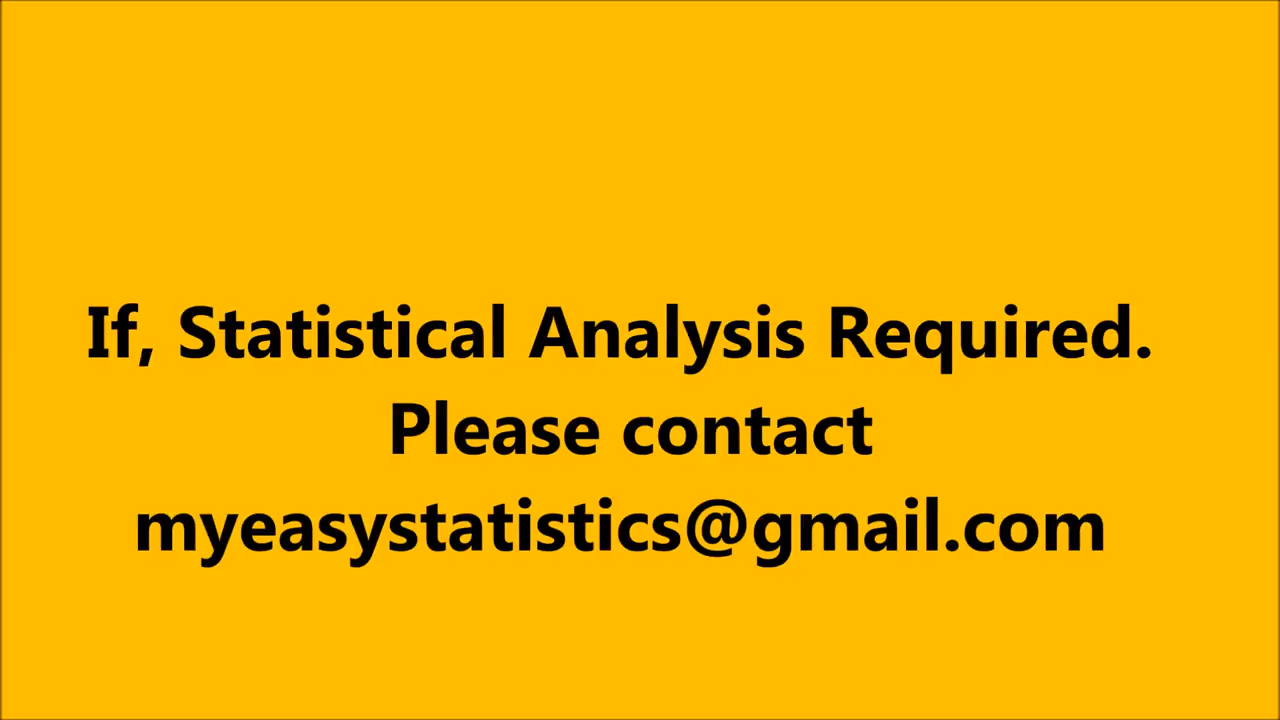 If, Statistical Analysis Required.
Please contact
myeasystatistics@gmail.com